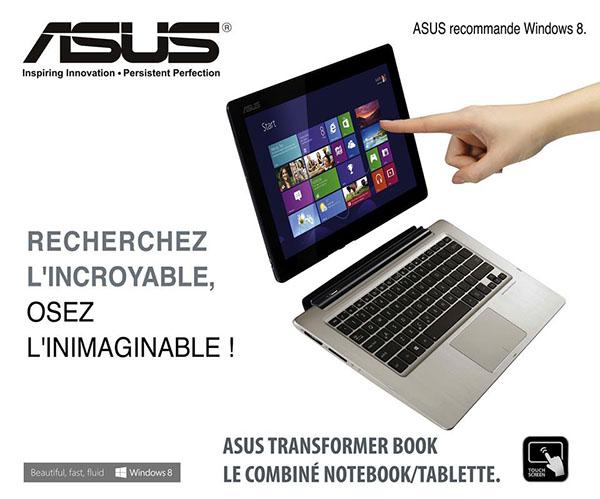 ASUS®
Inspiring Innovation • Persistent Perfection
ASUS recommande Windows 8.
ASUS
Start
RECHERCHEZ
L'INCROYABLE,
OSEZ
L'INIMAGINABLE !
Beautiful, fast, fluid
Windows 8
ASUS TRANSFORMER BOOK
LE COMBINÉ NOTEBOOK/TABLETTE.
TOUCH
SCREEN